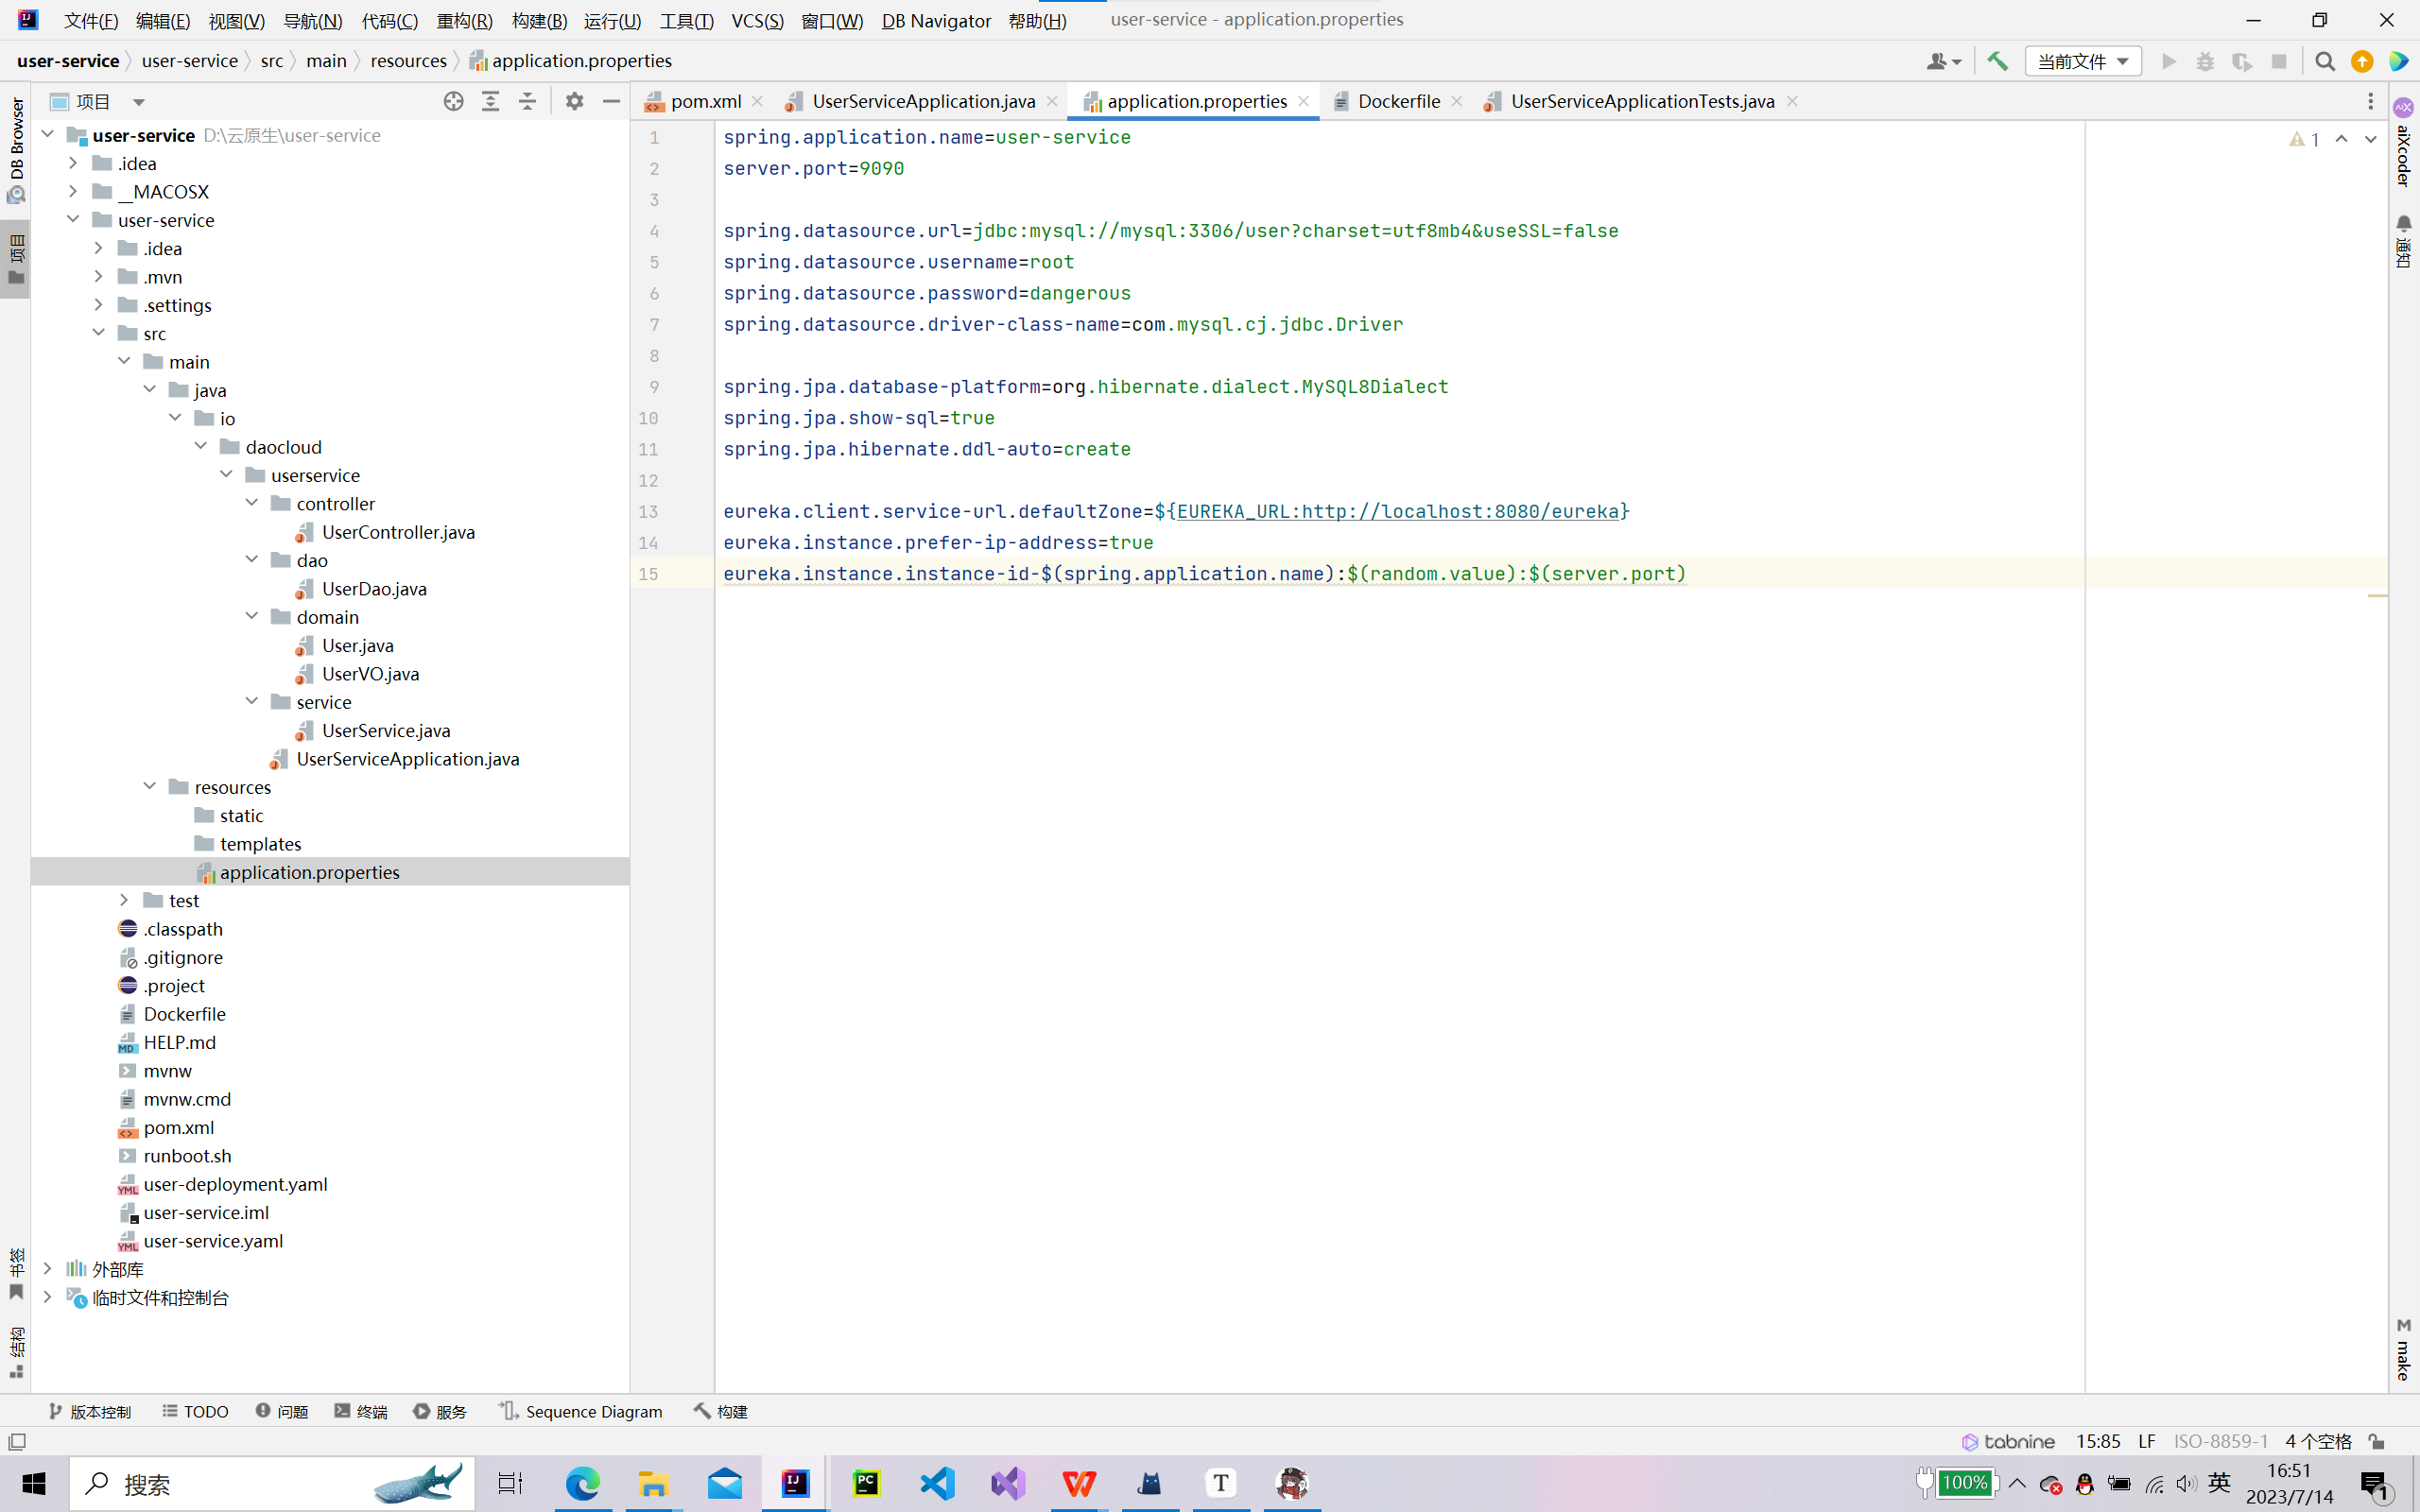 文件(F) 编辑(E) 视图(V) 导航(N) 代码(C) 重构(R) 构建(B) 运行(U) 工具(T) VCS(S) 窗口(W) DB Navigator 帮助(H) user-service - application.properties
user-service user-service src main resources application.properties 当前文件
DB Browser
项目
书签
结构
项目
user-service D:\云原生\user-service
.idea
__MACOSX
user-service
.idea
.mvn
.settings
src
main
java
io
daocloud
userservice
controller
UserController.java
dao
UserDao.java
domain
User.java
UserVO.java
service
UserService.java
UserServiceApplication.java
resources
static
templates
application.properties
test
.classpath
.gitignore
.project
Dockerfile
HELP.md
mvnw
mvnw.cmd
pom.xml
runboot.sh
user-deployment.yaml
user-service.iml
user-service.yaml
外部库
临时文件和控制台
pom.xml UserServiceApplication.java application.properties Dockerfile UserServiceApplicationTests.java
1 spring.application.name=user-service
2 server.port=9090
3
4 spring.datasource.url=jdbc:mysql://mysql:3306/user?charset=utf8mb4&useSSL=false
5 spring.datasource.username=root
6 spring.datasource.password=dangerous
7 spring.datasource.driver-class-name=com.mysql.cj.jdbc.Driver
8
9 spring.jpa.database-platform=org.hibernate.dialect.MySQL8Dialect
10 spring.jpa.show-sql=true
11 spring.jpa.hibernate.ddl-auto=create
12
13 eureka.client.service-url.defaultZone=${EUREKA_URL:http://localhost:8080/eureka}
14 eureka.instance.prefer-ip-address=true
15 eureka.instance.instance-id-$(spring.application.name):$(random.value):$(server.port)
1
aiXcoder
通知
make
版本控制 TODO 问题 终端 服务 Sequence Diagram 构建
tabnine 15:85 LF ISO-8859-1 4 个空格
搜索
100% 英 16:51
2023/7/14 1